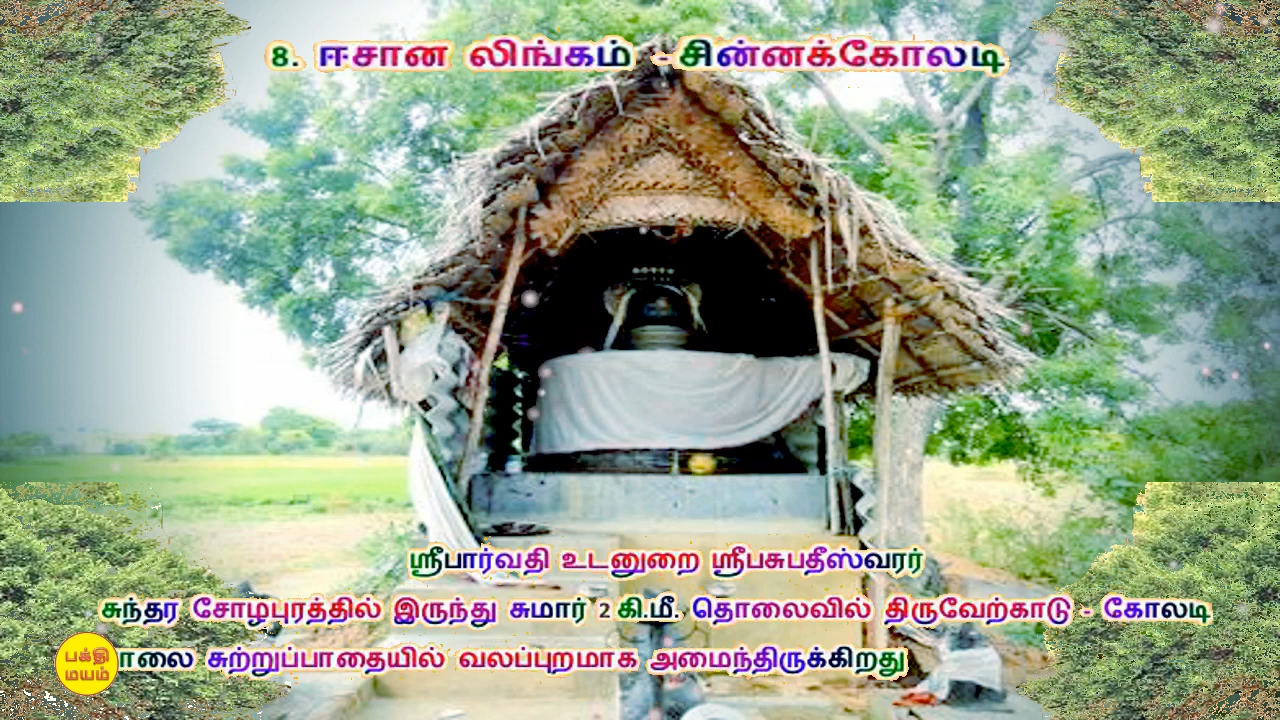 8. ஈசான லிங்கம் - சின்னக்கோலடி
ஸ்ரீபார்வதி உடனுறை ஸ்ரீபசுபதீஸ்வரர்
சுந்தர சோழபுரத்தில் இருந்து சுமார் 2 கி.மீ. தொலைவில் திருவேற்காடு - கோலடி
சுற்றுப்பாதையில் வலப்புறமாக அமைந்திருக்கிறது
பக்தி
மயம்